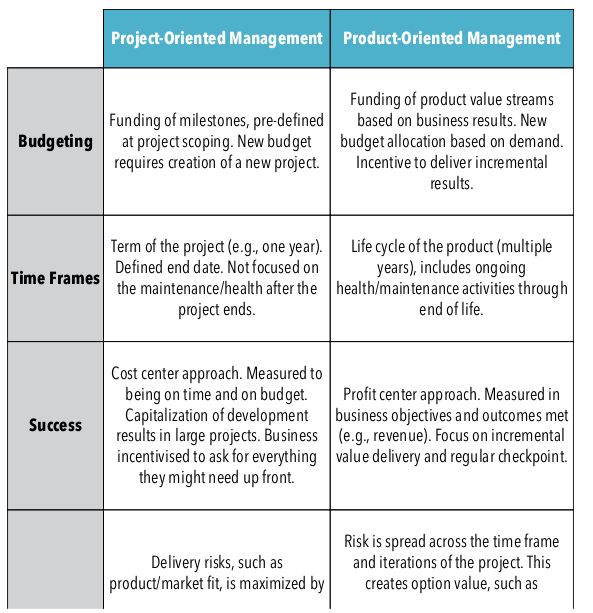 Project-Oriented Management
Product-Oriented Management
Budgeting
Funding of milestones, pre-defined
at project scoping. New budget
requires creation of a new project.
Funding of product value streams
based on business results. New
budget allocation based on demand.
Incentive to deliver incremental
results.
Time Frames
Term of the project (e.g., one year).
Defined end date. Not focused on
the maintenance/health after the
project ends.
Life cycle of the product (multiple
years), includes ongoing
health/maintenance activities through
end of life.
Success
Cost center approach. Measured to
being on time and on budget.
Capitalization of development
results in large projects. Business
incentivised to ask for everything
they might need up front.
Profit center approach. Measured in
business objectives and outcomes met
(e.g., revenue). Focus on incremental
value delivery and regular checkpoint.
Delivery risks, such as
product/market fit, is maximized by
Risk is spread across the time frame
and iterations of the project. This
creates option value, such as